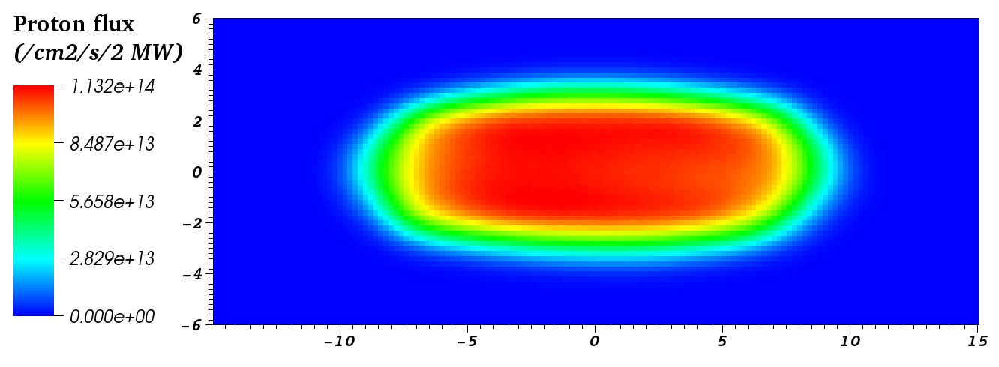 Proton flux
(/cm2/s/2 MW)
1.132e+14
8.487e+13
5.658e+13
2.829e+13
0.000e+00
6
4
2
0
-2
-4
-6
-10 -5 0 5 10 15